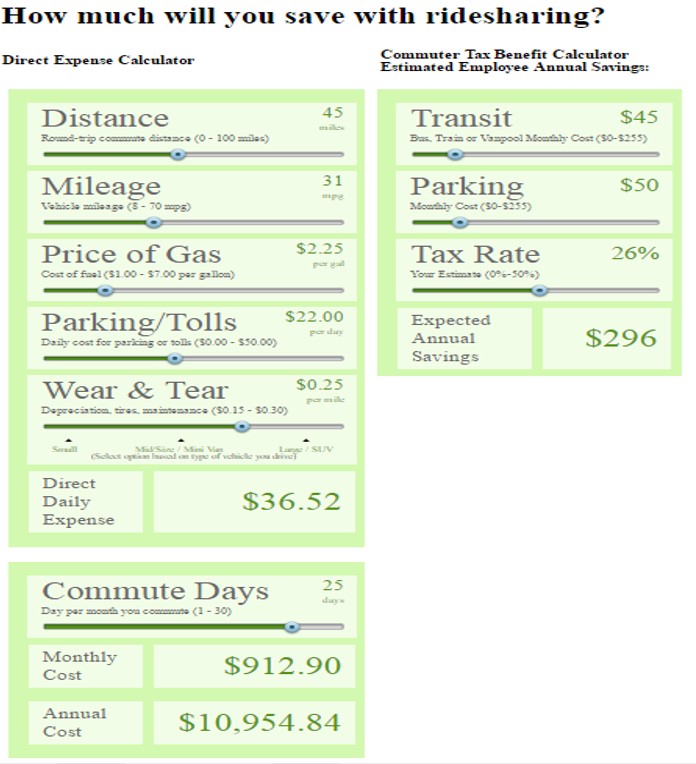 How much will you save with ridesharing?
Direct Expense Calculator
Distance
45
Round-trip commute distance (0 - 100 miles)
miles
Mileage
31
Vehicle mileage (8 - 70 mpg)
mpg
Price of Gas
$2.25
Cost of fuel ($1.00 - $7.00 per gallon)
per gal
Parking/Tolls
$22.00
Daily cost for parking or tolls ($0.00 - $50.00)
per day
Wear & Tear
$0.25
Depreciation, tires, maintenance ($0.15 - $0.30)
per mile
Small
Mid/Size / Mini Van
Large / SUV
(Select option based on type of vehicle you drive)
Direct
Daily
Expense
$36.52
Commute Days
25
Day per month you commute (1 - 30)
days
Monthly
Cost
$912.90
Annual
Cost
$10,954.84
Commuter Tax Benefit Calculator
Estimated Employee Annual Savings:
Transit
$45
Bus, Train or Vanpool Monthly Cost ($0-$255)
Parking
$50
Monthly Cost ($0-$255)
Tax Rate
26%
Your Estimate (0%-50%)
Expected
Annual
Savings
$296